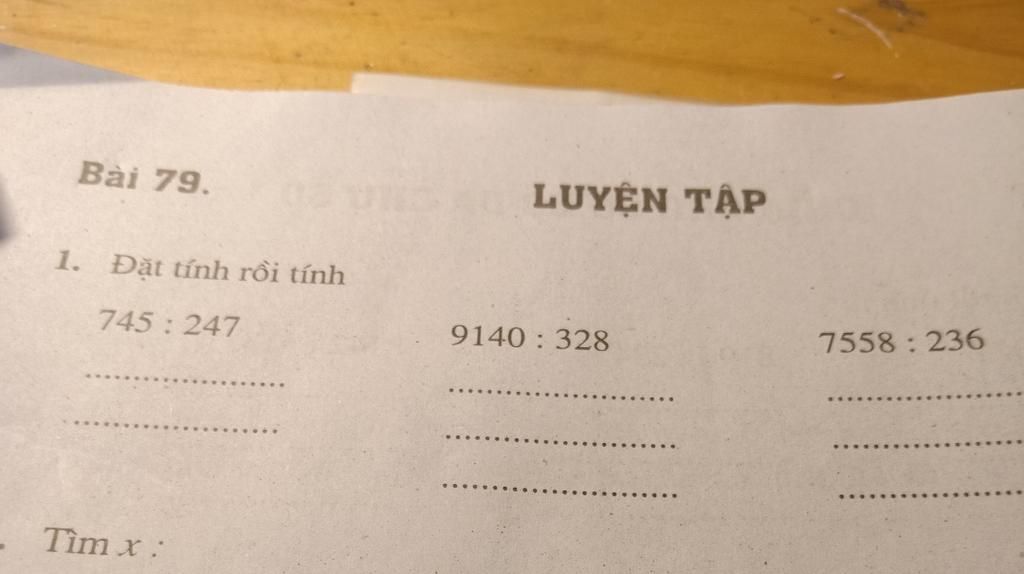 Bài 79.
LUYỆN TẬP
1. Đặt tính rồi tính
745 : 247
9140 : 328
7558 : 236
Tìm x :